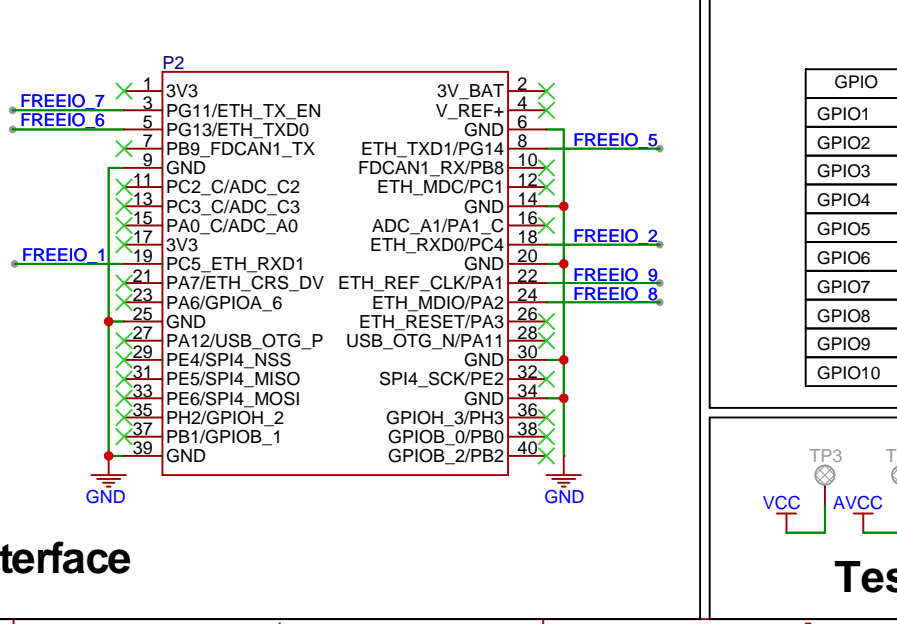 P2
1 3V3 3V_BAT 2
FREEIO_7 3 PG11/ETH_TX_EN V_REF+ 4
FREEIO_6 5 PG13/ETH_TXD0 GND 6
7 PB9_FDCAN1_TX ETH_TXD1/PG14 8 FREEIO_5
9 GND FDCAN1_RX/PB8 10
11 PC2_C/ADC_C2 ETH_MDC/PC1 12
13 PC3_C/ADC_C3 GND 14
15 PA0_C/ADC_A0 ADC_A1/PA1_C 16
17 3V3 ETH_RXD0/PC4 18 FREEIO_2
FREEIO_1 19 PC5_ETH_RXD1 GND 20
21 PA7/ETH_CRS_DV ETH_REF_CLK/PA1 22 FREEIO_9
23 PA6/GPIOA_6 ETH_MDIO/PA2 24 FREEIO_8
25 GND ETH_RESET/PA3 26
27 PA12/USB_OTG_P USB_OTG_N/PA11 28
29 PE4/SPI4_NSS GND 30
31 PE5/SPI4_MISO SPI4_SCK/PE2 32
33 PE6/SPI4_MOSI GND 34
35 PH2/GPIOH_2 GPIOH_3/PH3 36
37 PB1/GPIOB_1 GPIOB_0/PB0 38
39 GND GPIOB_2/PB2 40
GND GND
terface
GPIO
GPIO1
GPIO2
GPIO3
GPIO4
GPIO5
GPIO6
GPIO7
GPIO8
GPIO9
GPIO10
TP3 T
VCC AVCC
Tes